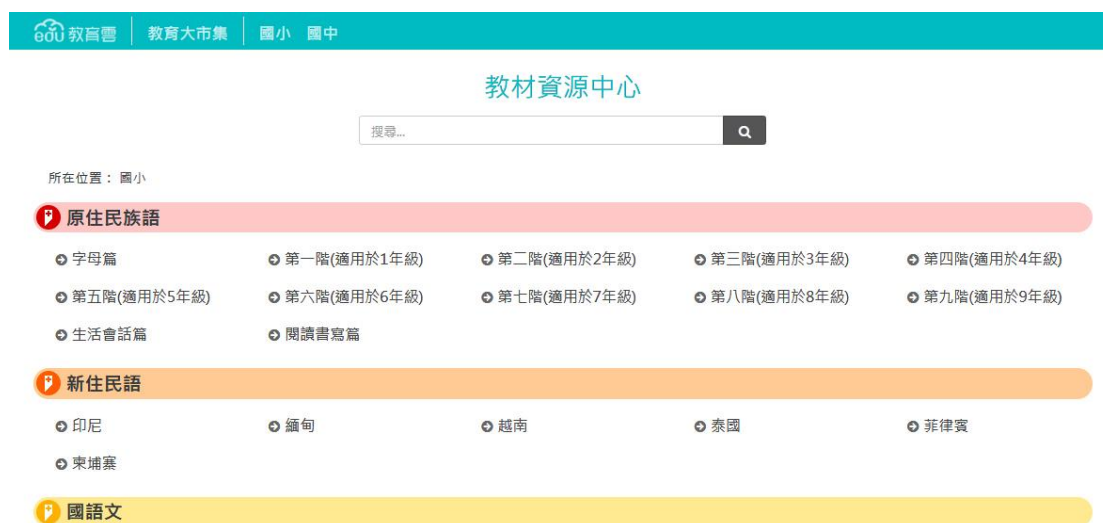 edu 教育雲 教育大市集 國小 國中
教材資源中心
搜尋...
所在位置： 國小
原住民族語
字母篇 第一階(適用於1年級) 第二階(適用於2年級) 第三階(適用於3年級) 第四階(適用於4年級)
第五階(適用於5年級) 第六階(適用於6年級) 第七階(適用於7年級) 第八階(適用於8年級) 第九階(適用於9年級)
生活會話篇 閱讀書寫篇
新住民語
印尼 緬甸 越南 泰國 菲律賓
柬埔寨
國語文